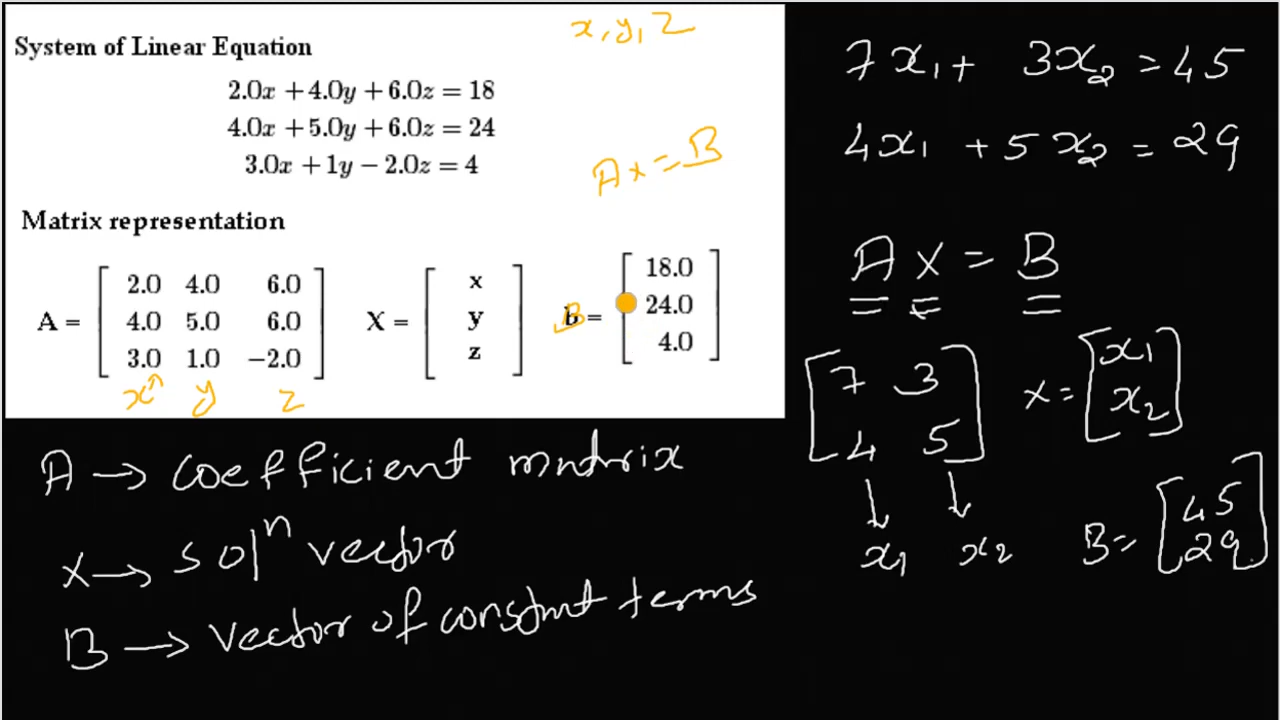 x, y, z
System of Linear Equation
2.0x + 4.0y + 6.0z = 18
4.0x + 5.0y + 6.0z = 24
3.0x + 1y − 2.0z = 4
Ax = B
Matrix representation
A = [ 2.0 4.0 6.0
4.0 5.0 6.0
3.0 1.0 −2.0 ]
X = [ x
y
z ]
B
b = [ 18.0
24.0
4.0 ]
x y z
A → coefficient matrix
x → solⁿ vector
B → vector of constant terms
7x₁ + 3x₂ = 45
4x₁ + 5x₂ = 29
Ax = B
[ 7 3
4 5 ]
x₁ x₂
x = [ x₁
x₂ ]
B = [ 45
29 ]